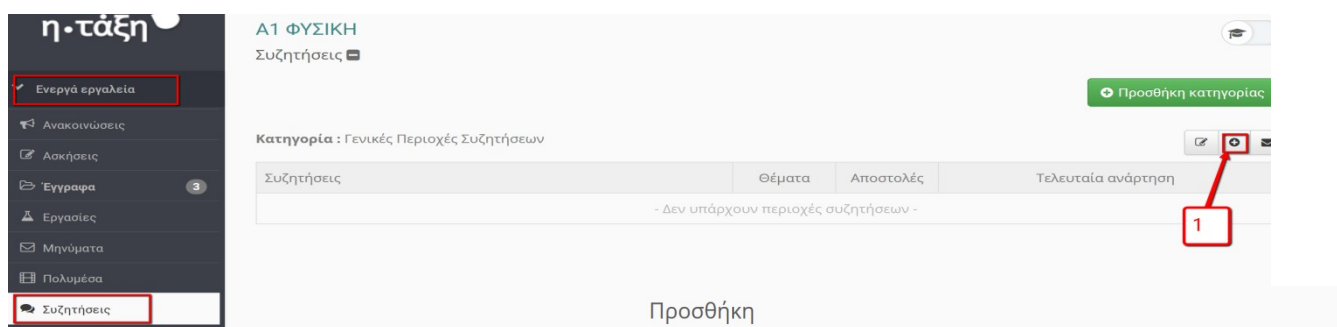 η•τάξη
Α1 ΦΥΣΙΚΗ
Συζητήσεις
Ενεργά εργαλεία
Προσθήκη κατηγορίας
Ανακοινώσεις
Κατηγορία : Γενικές Περιοχές Συζητήσεων
Ασκήσεις
Έγγραφα 3
Συζητήσεις Θέματα Αποστολές Τελευταία ανάρτηση
- Δεν υπάρχουν περιοχές συζητήσεων -
Εργασίες
1
Μηνύματα
Πολυμέσα
Συζητήσεις
Προσθήκη